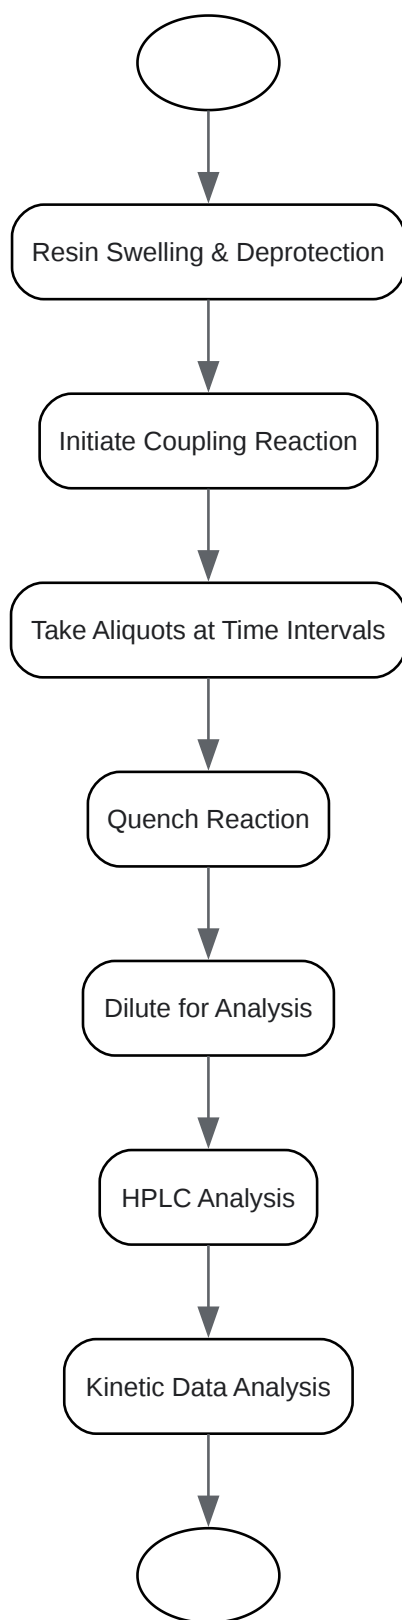 Resin Swelling & Deprotection
Initiate Coupling Reaction
Take Aliquots at Time Intervals
Quench Reaction
Dilute for Analysis
HPLC Analysis
Kinetic Data Analysis